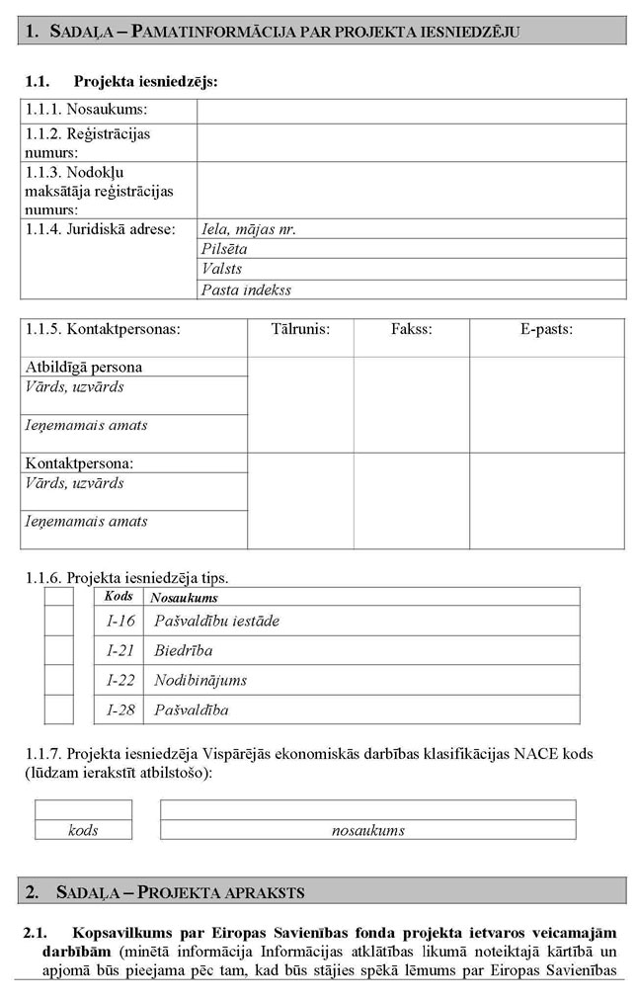 1. SADAĻA – PAMATINFORMĀCIJA PAR PROJEKTA IESNIEDZĒJU
1.1. Projekta iesniedzējs:
1.1.1. Nosaukums:
1.1.2. Reģistrācijas
numurs:
1.1.3. Nodokļu
maksātāja reģistrācijas
numurs:
1.1.4. Juridiskā adrese:
Iela, mājas nr.
Pilsēta
Valsts
Pasta indekss
1.1.5. Kontaktpersonas: Tālrunis: Fakss: E-pasts:
Atbildīgā persona
Vārds, uzvārds
Ieņemamais amats
Kontaktpersona:
Vārds, uzvārds
Ieņemamais amats
1.1.6. Projekta iesniedzēja tips.
Kods Nosaukums
I-16 Pašvaldību iestāde
I-21 Biedrība
I-22 Nodibinājums
I-28 Pašvaldība
1.1.7. Projekta iesniedzēja Vispārējās ekonomiskās darbības klasifikācijas NACE kods
(lūdzam ierakstīt atbilstošo):
kods nosaukums
2. SADAĻA – PROJEKTA APRAKSTS
2.1. Kopsavilkums par Eiropas Savienības fonda projekta ietvaros veicamajām
darbībām (minētā informācija Informācijas atklātības likumā noteiktajā kārtībā un
apjomā būs pieejama pēc tam, kad būs stājies spēkā lēmums par Eiropas Savienības